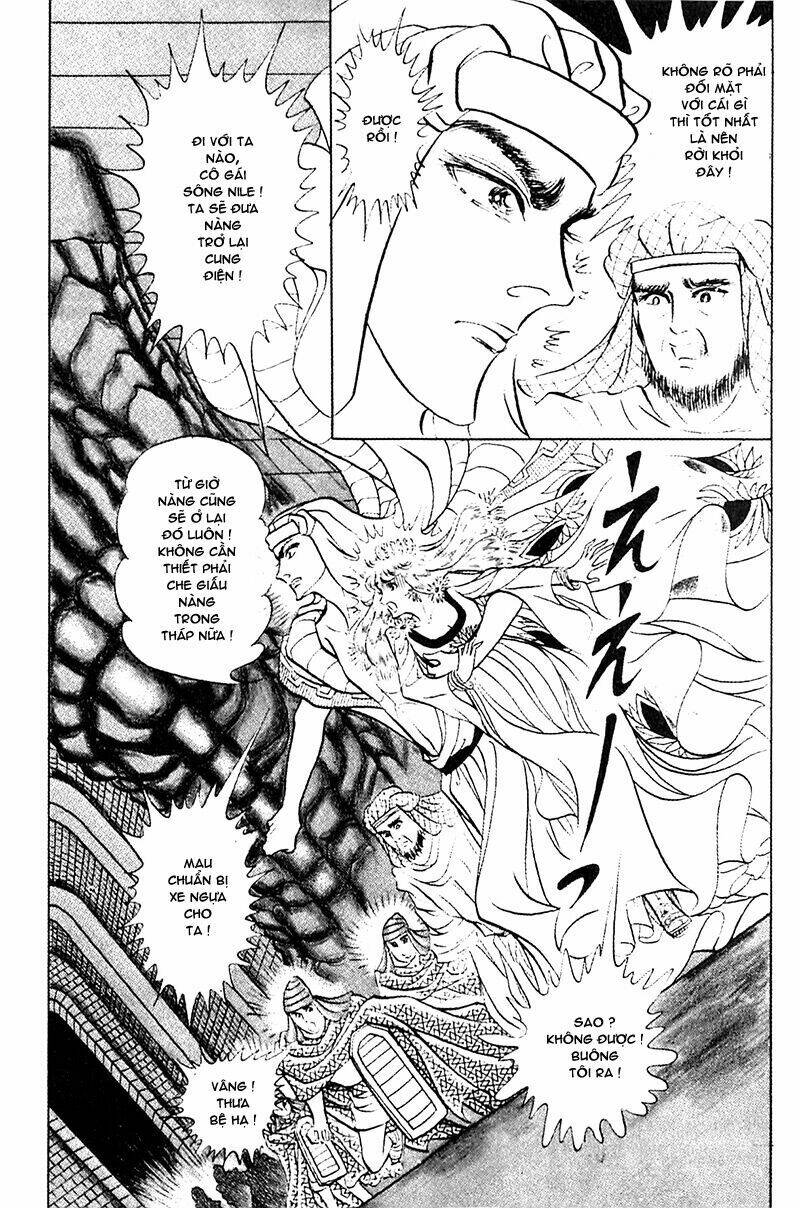 KHÔNG RÕ PHẢI
ĐỐI MẶT
VỚI CÁI GÌ
THÌ TỐT NHẤT
LÀ NÊN
RỜI KHỎI
ĐÂY !
ĐƯỢC
RỒI !
ĐI VỚI TA
NÀO,
CÔ GÁI
SÔNG NILE !
TA SẼ ĐƯA
NÀNG
TRỞ LẠI
CUNG
ĐIỆN !
TỪ GIỜ
NÀNG CŨNG
SẼ Ở LẠI
ĐÓ LUÔN !
KHÔNG CẦN
THIẾT PHẢI
CHE GIẤU
NÀNG
TRONG
THÁP NỮA !
え
ー
え
ー
っ
MAU
CHUẨN BỊ
XE NGỰA
CHO
TA !
SAO ?
KHÔNG ĐƯỢC !
BUÔNG
TÔI RA !
VÂNG !
THƯA
BỆ HẠ !